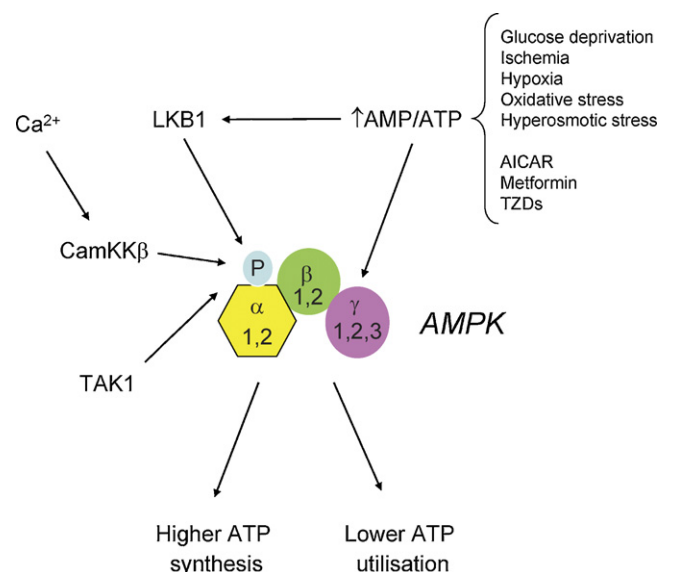 Glucose deprivation
Ischemia
Hypoxia
Oxidative stress
Hyperosmotic stress
AICAR
Metformin
TZDs
Ca²⁺
LKB1
↑AMP/ATP
CamKKβ
P
β
1,2
α
1,2
γ
1,2,3
AMPK
TAK1
Higher ATP
synthesis
Lower ATP
utilisation